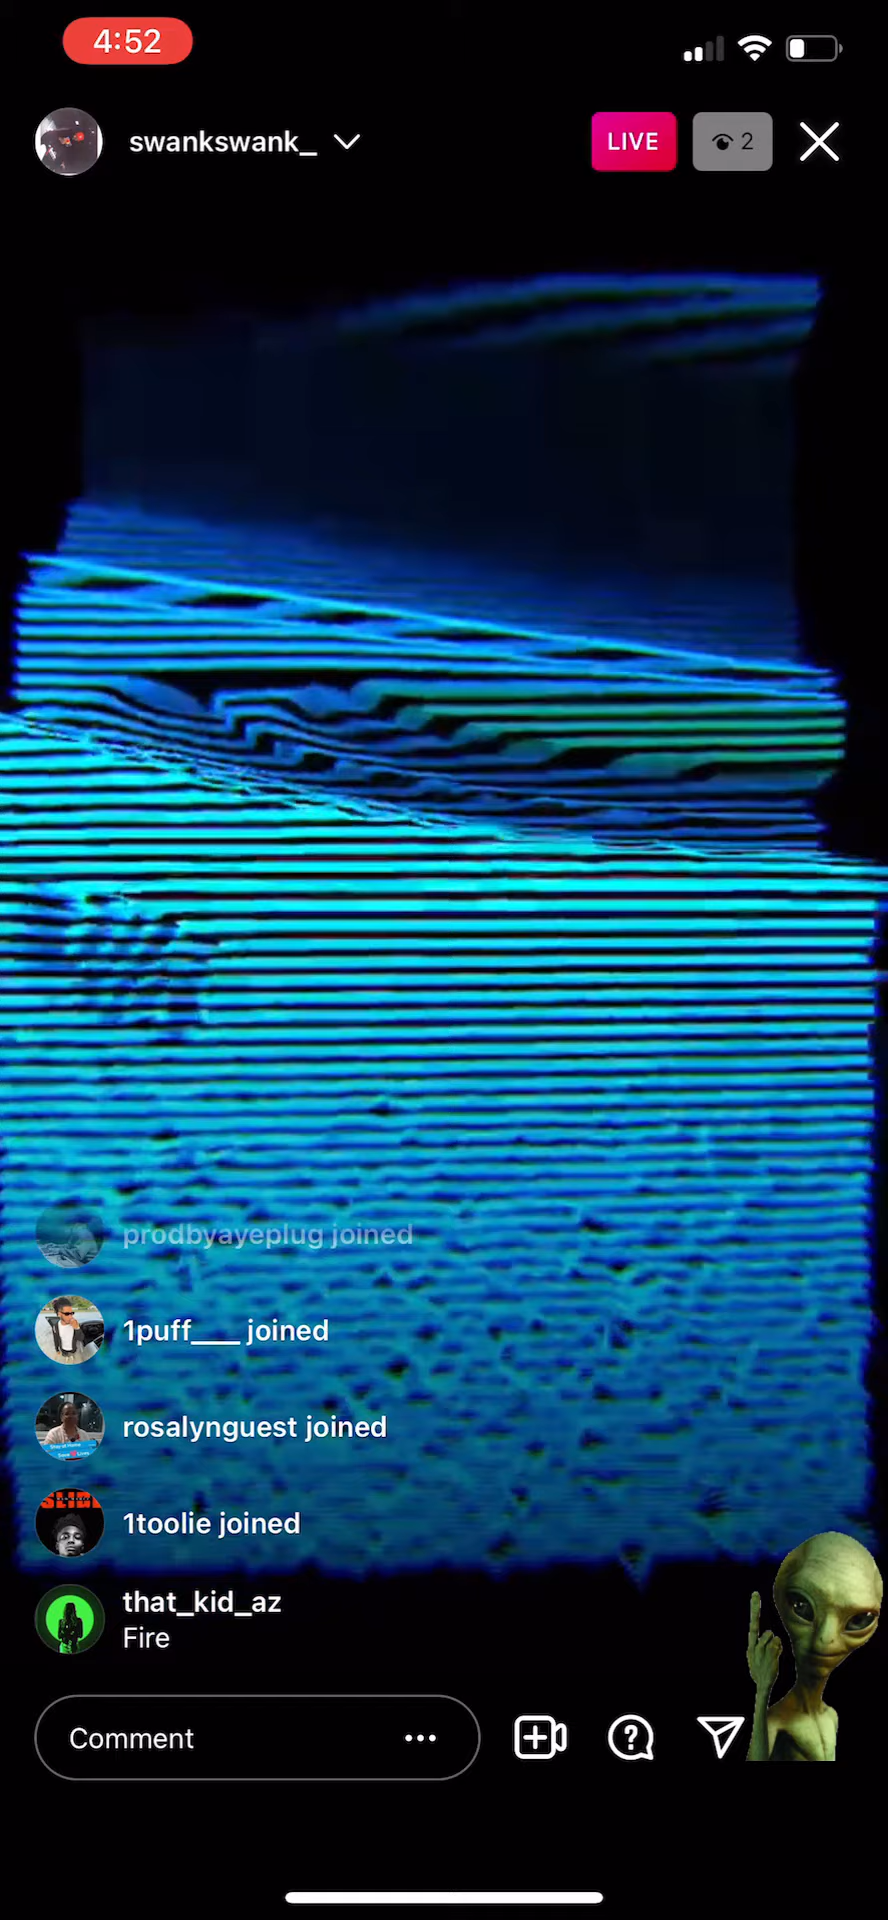 4:52
swankswank_
LIVE
2
prodbyayeplug joined
1puff___ joined
rosalynguest joined
1toolie joined
that_kid_az
Fire
Comment